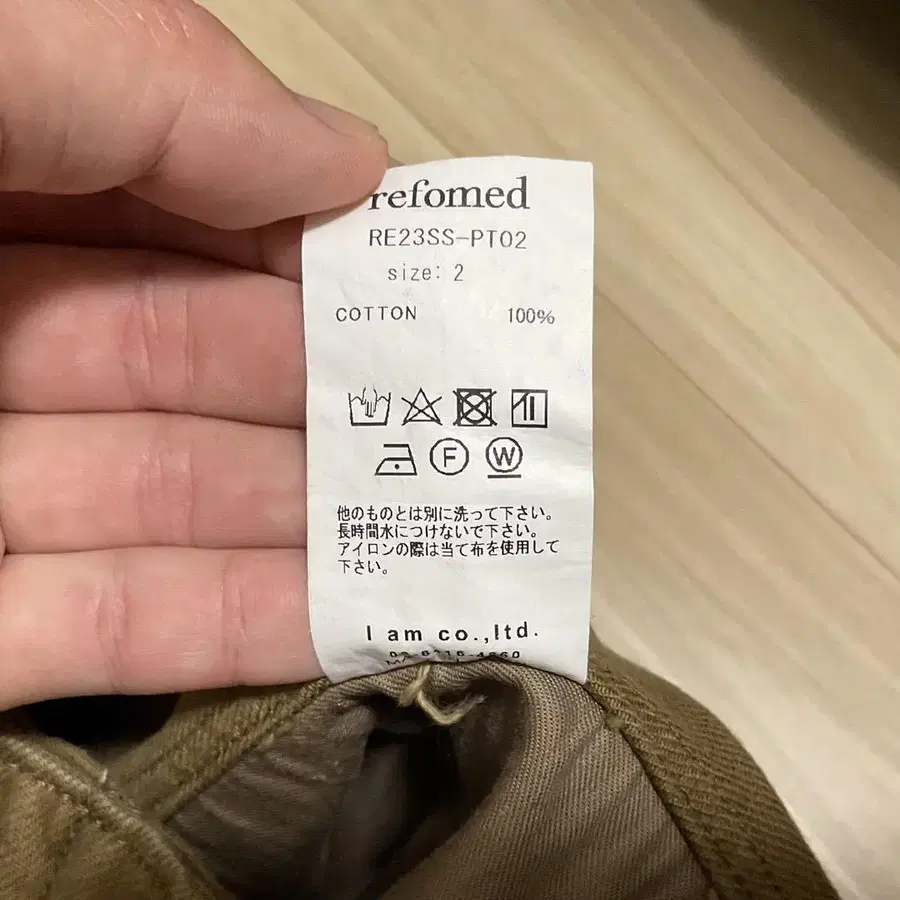 refomed
RE23SS-PT02
size: 2
COTTON 100%
F W
他のものとは別に洗って下さい。
長時間水につけないで下さい。
アイロンの際は当て布を使用して
下さい。
I am co.,ltd.